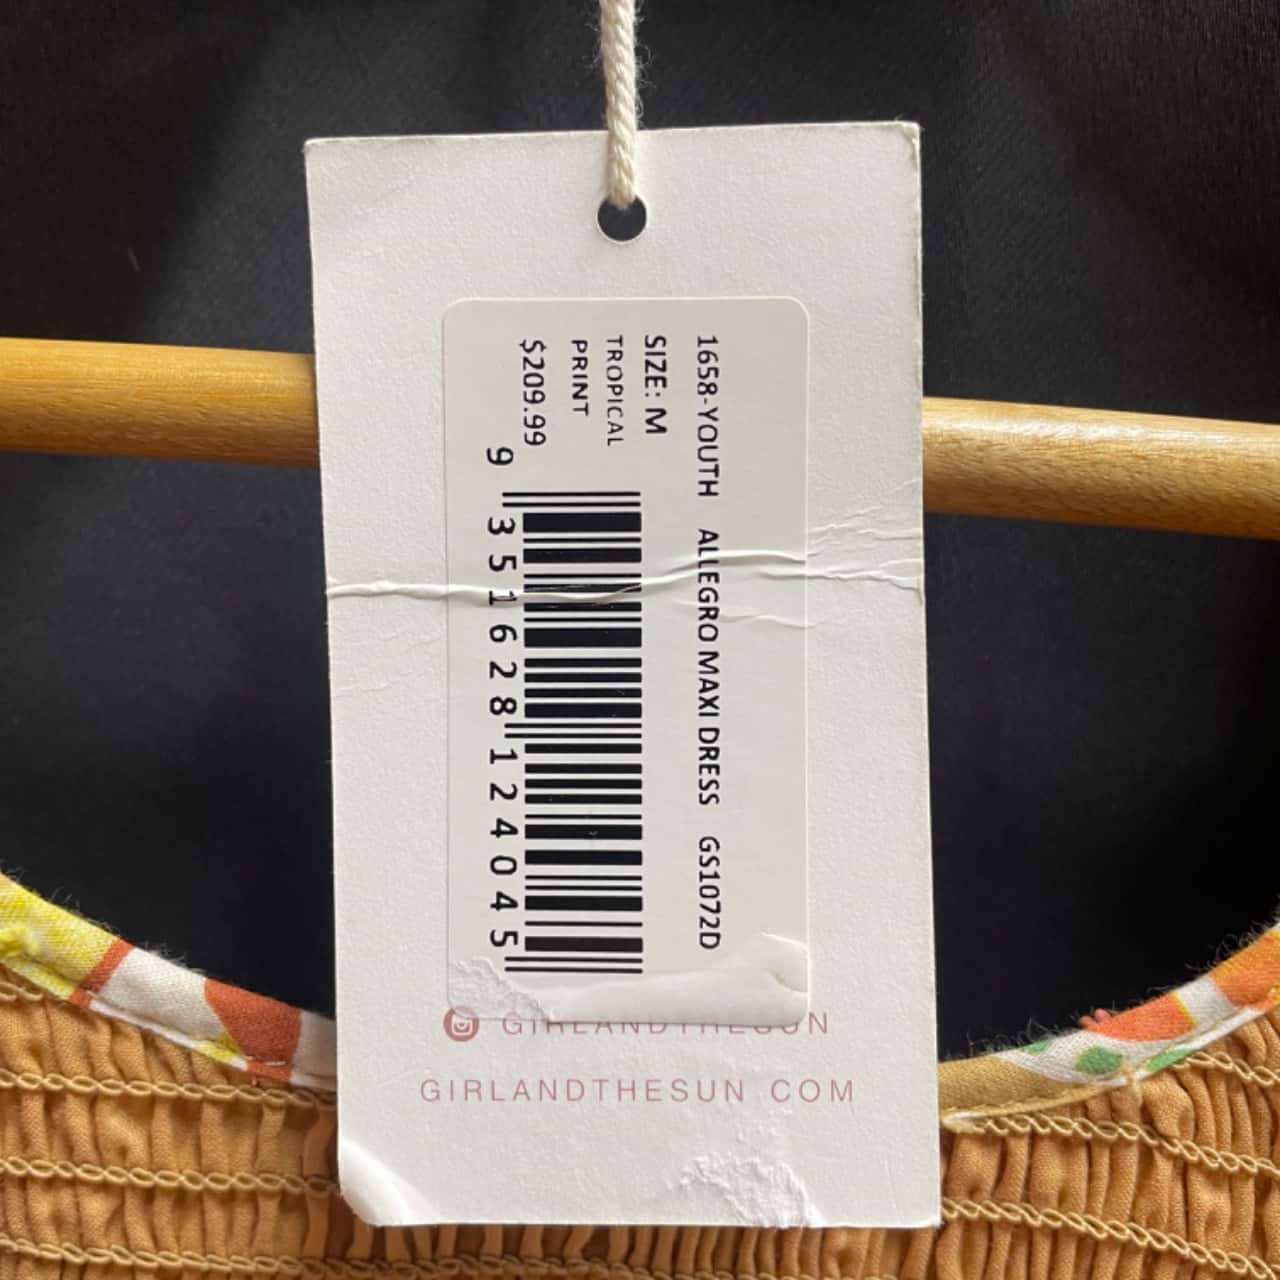 1658-YOUTH ALLEGRO MAXI DRESS GS1072D
SIZE: M
TROPICAL
PRINT
$209.99
9 351628 124045
GIRLANDTHESUN
GIRLANDTHESUN COM